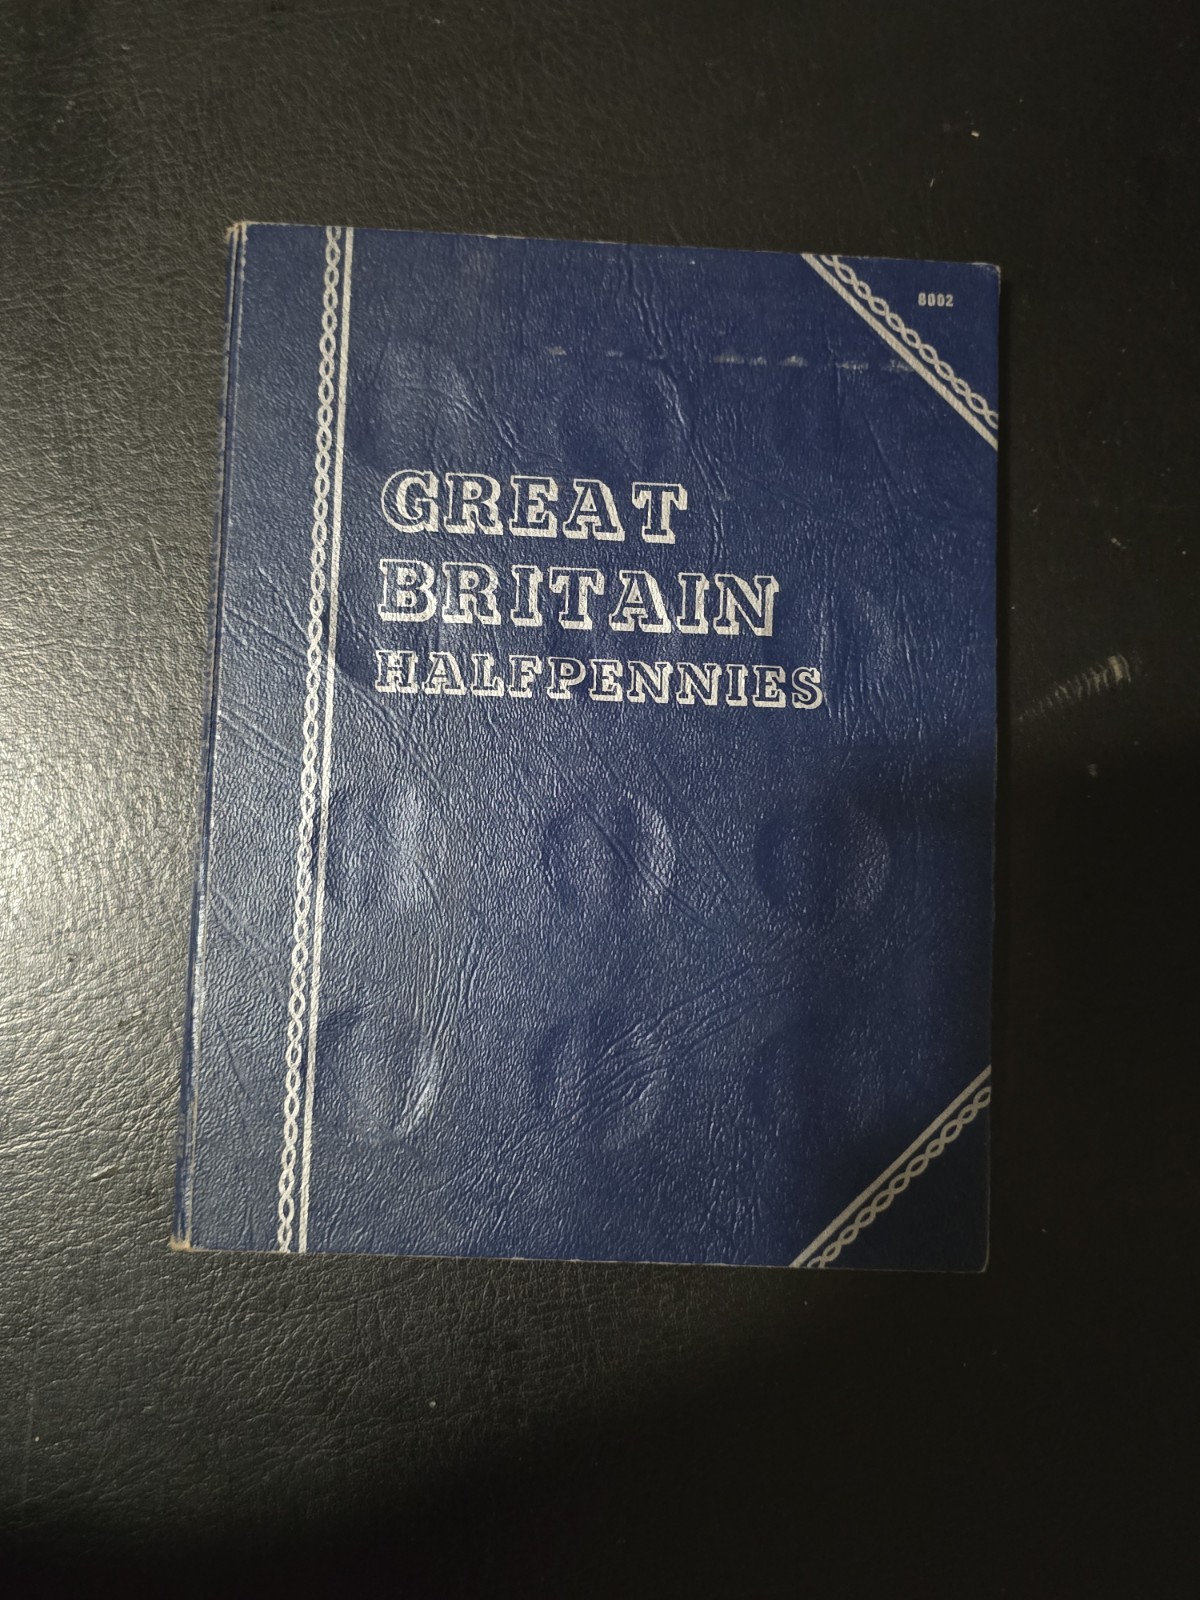 8002
GREAT
BRITAIN
HALFPENNIES